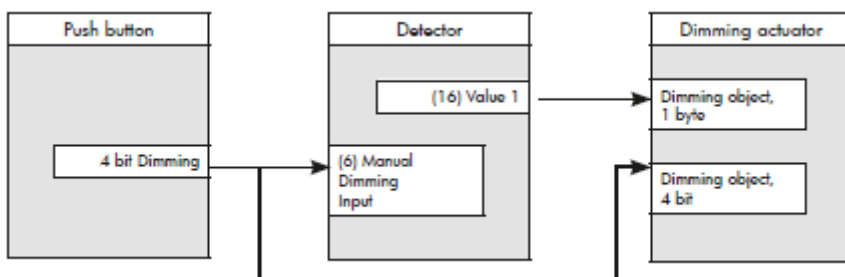 Push button
4 bit Dimming
Detector
(16) Value 1
(6) Manual
Dimming
Input
Dimming actuator
Dimming object,
1 byte
Dimming object,
4 bit